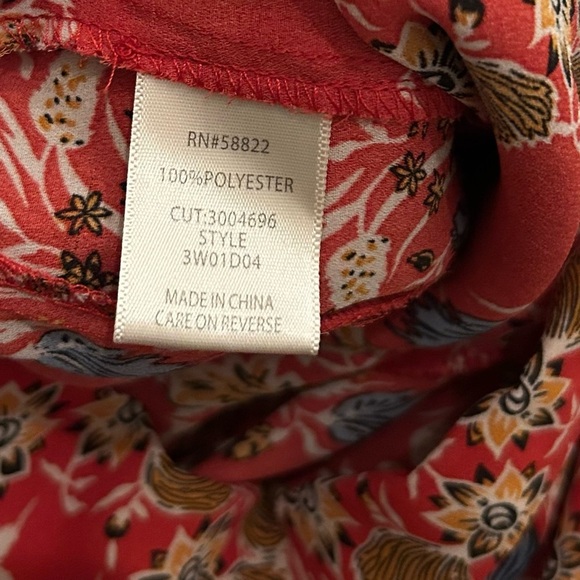 RN#58822
100%POLYESTER
CUT:3004696
STYLE
3W01D04
MADE IN CHINA
CARE ON REVERSE